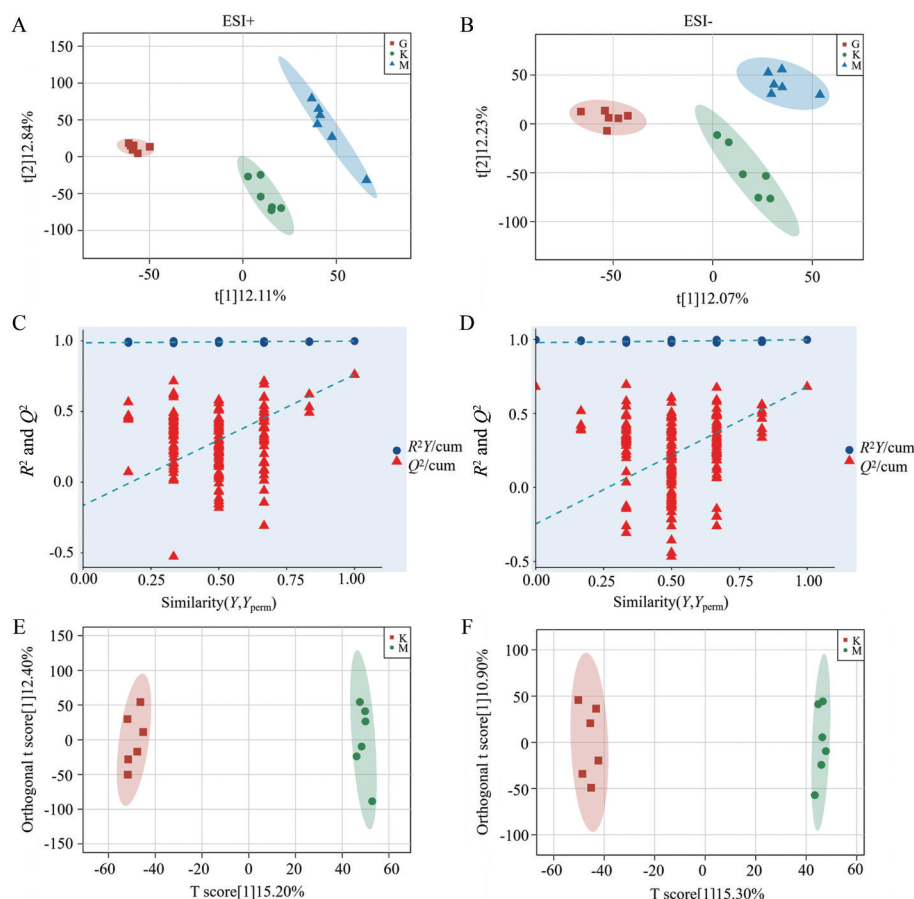 A
ESI+
G
K
M
150
100
50
0
-50
-100
t[2]12.84%
-50
0
50
t[1]12.11%
B
ESI-
G
K
M
50
0
-50
-100
t[2]12.23%
-50
0
50
t[1]12.07%
C
1.0
0.5
0.0
-0.5
R² and Q²
R²Y/cum
Q²/cum
0.00
0.25
0.50
0.75
1.00
Similarity(Y,Yperm)
D
1.0
0.5
0.0
-0.5
R² and Q²
R²Y/cum
Q²/cum
0.00
0.25
0.50
0.75
1.00
Similarity(Y,Yperm)
E
K
M
150
100
50
0
-50
-100
-150
Orthogonal t score[1]12.40%
-60
-40
-20
0
20
40
60
T score[1]15.20%
F
K
M
100
50
0
-50
-100
Orthogonal t score[1]10.90%
-60
-40
-20
0
20
40
60
T score[1]15.30%